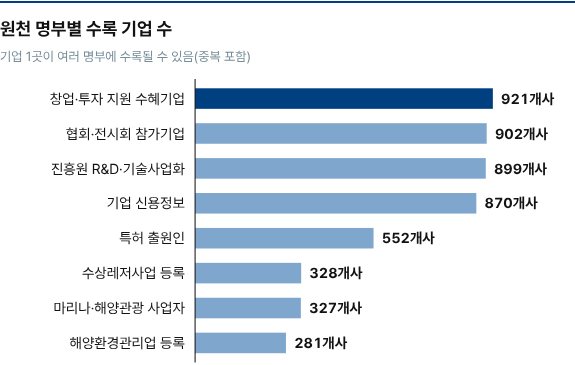 원천 명부별 수록 기업 수
기업 1곳이 여러 명부에 수록될 수 있음(중복 포함)
창업·투자 지원 수혜기업 921개사
협회·전시회 참가기업 902개사
진흥원 R&D·기술사업화 899개사
기업 신용정보 870개사
특허 출원인 552개사
수상레저사업 등록 328개사
마리나·해양관광 사업자 327개사
해양환경관리업 등록 281개사